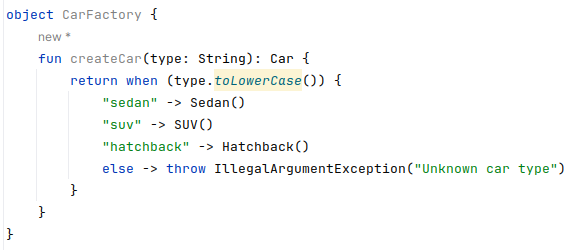 object CarFactory {
new *
fun createCar(type: String): Car {
return when (type.toLowerCase()) {
"sedan" -> Sedan()
"suv" -> SUV()
"hatchback" -> Hatchback()
else -> throw IllegalArgumentException("Unknown car type")
}
}
}